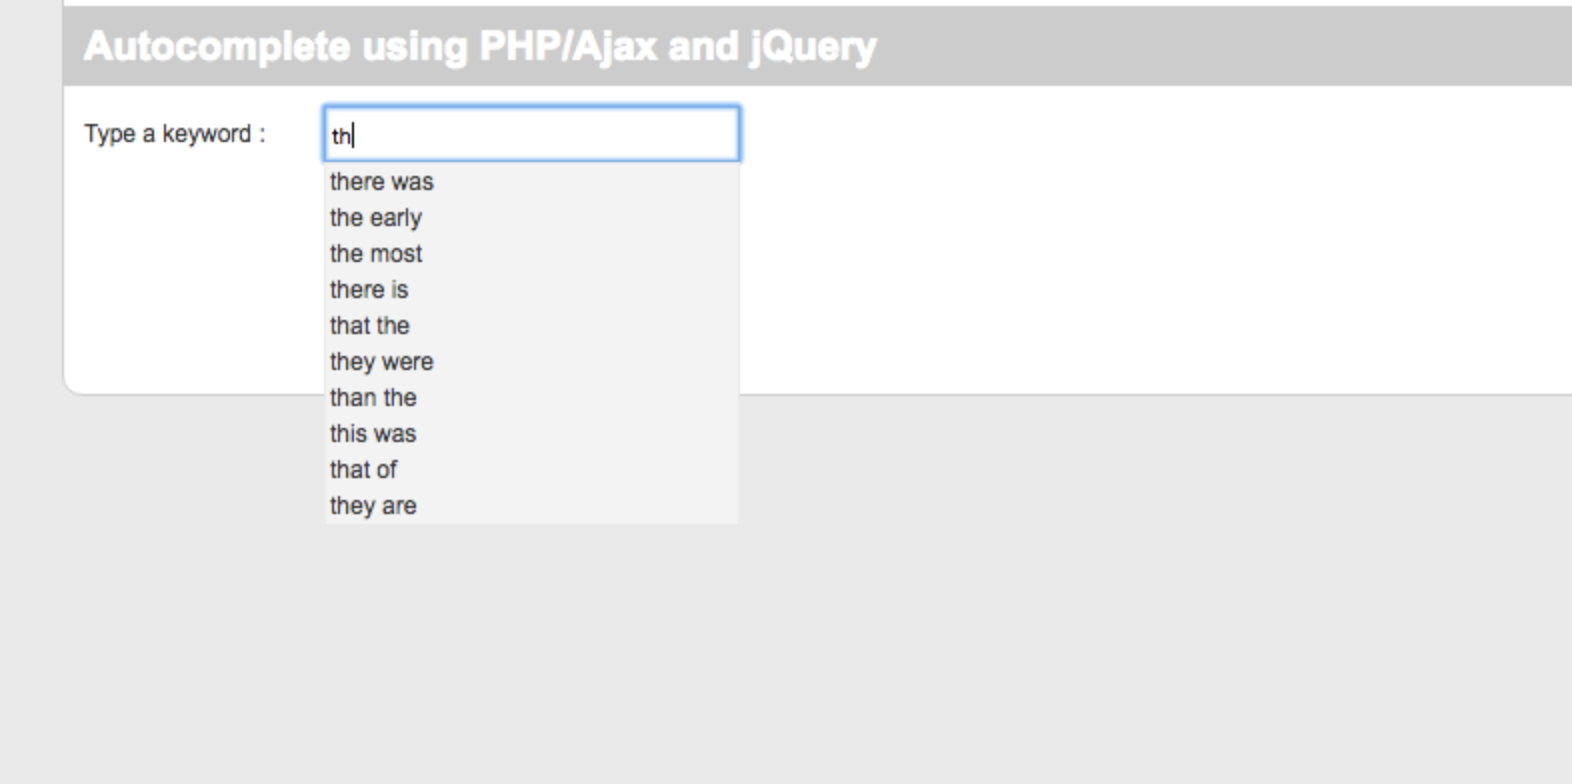 Autocomplete using PHP/Ajax and jQuery
Type a keyword : th
there was
the early
the most
there is
that the
they were
than the
this was
that of
they are